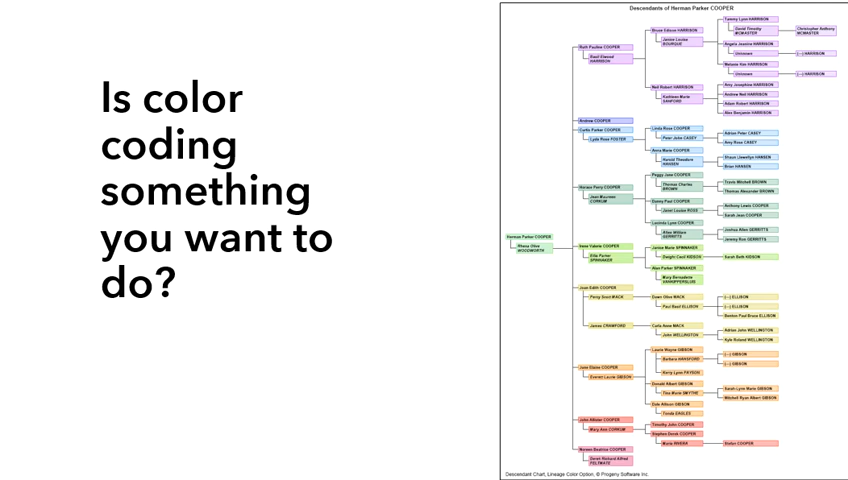 Is color
coding
something
you want to
do?
Descendants of Herman Parker COOPER
Herman Parker COOPER
Rhena Olive
WOODWORTH
Ruth Pauline COOPER
Basil Elwood
HARRISON
Bruce Edison HARRISON
Janice Louise
BOURQUE
Tammy Lynn HARRISON
David Timothy
MCMASTER
Christopher Anthony
MCMASTER
Angela Jeanine HARRISON
Unknown
(---) HARRISON
Melanie Kim HARRISON
Unknown
(---) HARRISON
Neil Robert HARRISON
Kathleen Marie
SANFORD
Amy Josephine HARRISON
Andrew Neil HARRISON
Adam Robert HARRISON
Alex Benjamin HARRISON
Andrew COOPER
Curtis Parker COOPER
Lyda Rose FOSTER
Linda Rose COOPER
Peter John CASEY
Adrian Peter CASEY
Amy Rose CASEY
Anna Marie COOPER
Harold Theodore
HANSEN
Shaun Llewellyn HANSEN
Brian HANSEN
Horace Perry COOPER
Jean Maureen
CORKUM
Peggy Jane COOPER
Thomas Charles
BROWN
Travis Mitchell BROWN
Thomas Alexander BROWN
Danny Paul COOPER
Janet Louise ROSS
Anthony Lewis COOPER
Sarah Jean COOPER
Lucinda Lynn COOPER
Allen William
GERRITTS
Joshua Allen GERRITTS
Jeremy Ron GERRITTS
Irene Valerie COOPER
Ellis Parker
SPINNAKER
Janice Marie SPINNAKER
Dwight Cecil KIDSON
Sarah Beth KIDSON
Alan Parker SPINNAKER
Mary Bernadette
Joan Edith COOPER
Percy Scott MACK
Dawn Olive MACK
Paul Basil ELLISON
(---) ELLISON
(---) ELLISON
Benton Paul Bruce ELLISON
James CRAWFORD
Carla Anne MACK
John WELLINGTON
Adrian John WELLINGTON
Kyle Roland WELLINGTON
June Elaine COOPER
Everett Laurie GIBSON
Lawrie Wayne GIBSON
Barbara HANSFORD
(---) GIBSON
(---) GIBSON
Kerry Lynn FRYSON
Donald Albert GIBSON
Tina Marie SMYTHE
Sarah Lynn Marie GIBSON
Mitchell Ryan Albert GIBSON
Dale Allison GIBSON
Tonda EAGLES
John Allister COOPER
Mary Ann CORKUM
Timothy John COOPER
Stephen Derek COOPER
Maria RIVERA
Stefan COOPER
Noreen Beatrice COOPER
Derek Richard Alfred
FELTMATE
Descendant Chart, Lineage Color Option, © Progeny Software Inc.